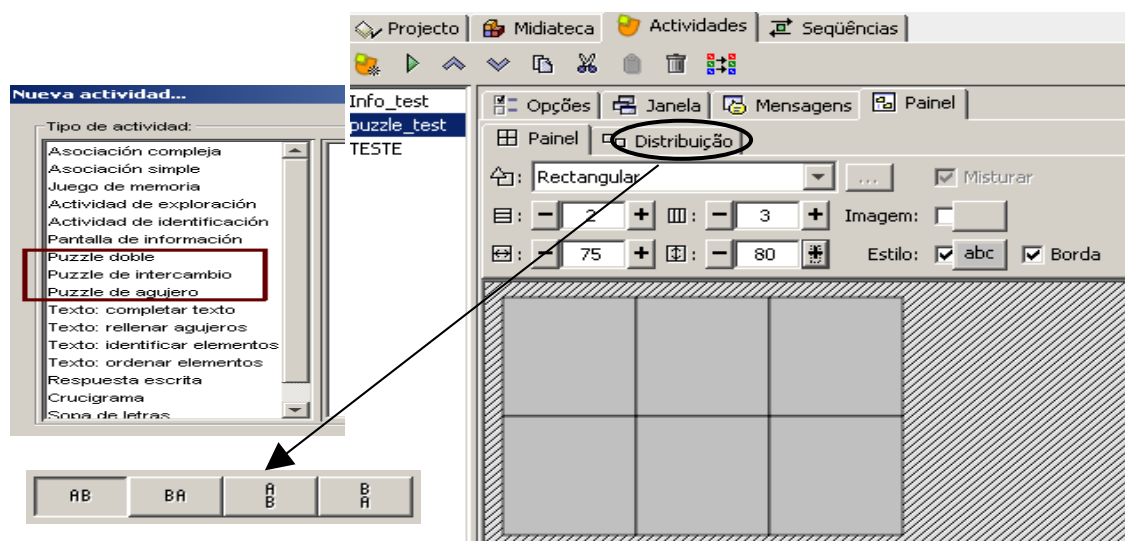 Projecto Midiateca Actividades Seqüências
Nueva actividad...
Tipo de actividad:
Asociación compleja
Asociación simple
Juego de memoria
Actividad de exploración
Actividad de identificación
Pantalla de información
Puzzle doble
Puzzle de intercambio
Puzzle de agujero
Texto: completar texto
Texto: rellenar agujeros
Texto: identificar elementos
Texto: ordenar elementos
Respuesta escrita
Crucigrama
Sopa de letras
Info_test
puzzle_test
TESTE
Opções Janela Mensagens Painel
Painel Distribuição
: Rectangular ... Misturar
: − 2 + : − 3 + Imagem:
: − 75 + : − 80 + Estilo: abc Borda
AB BA A B
B A